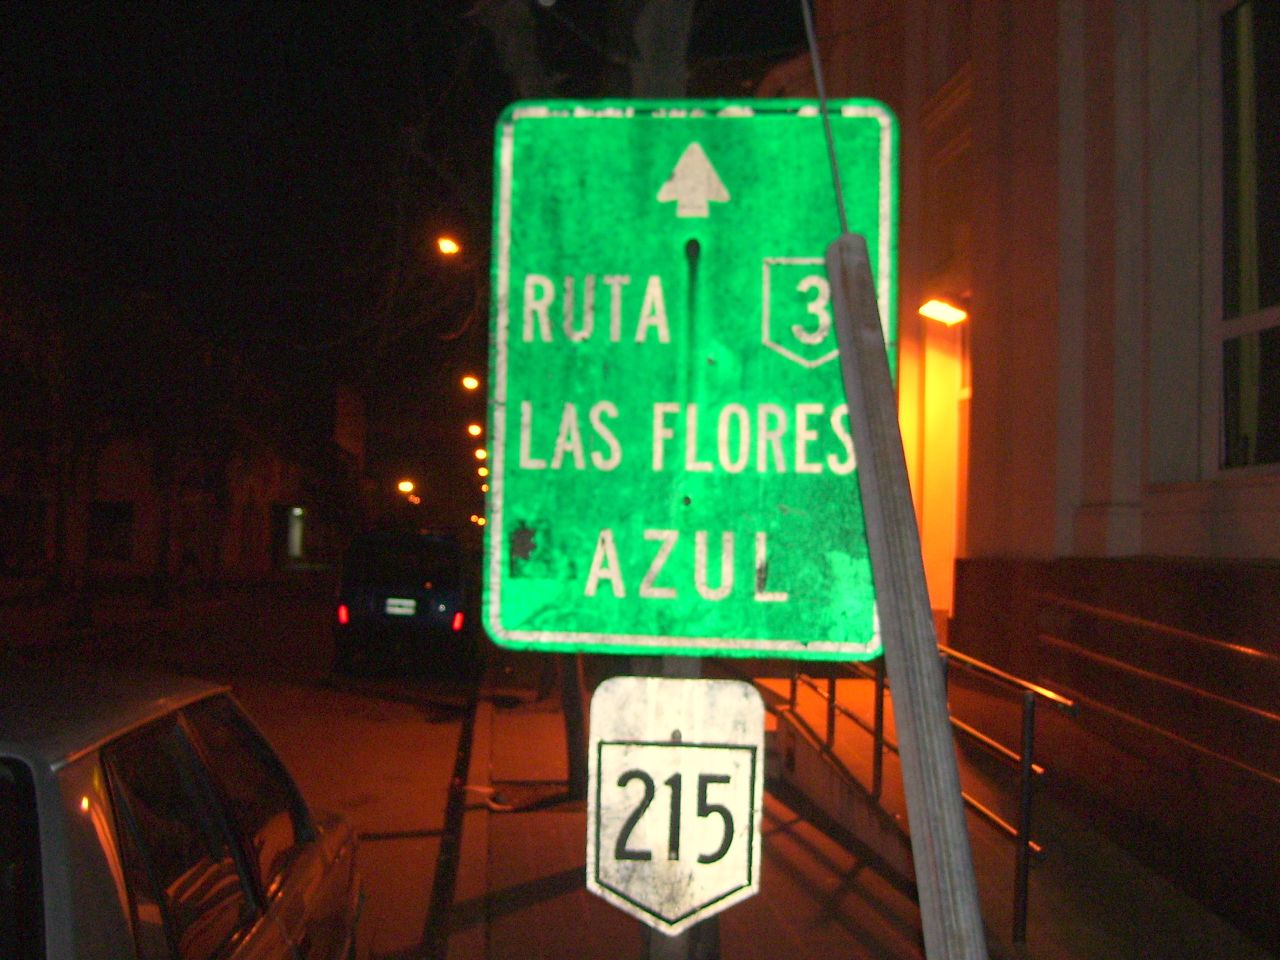 RUTA 3
LAS FLORES
AZUL
215